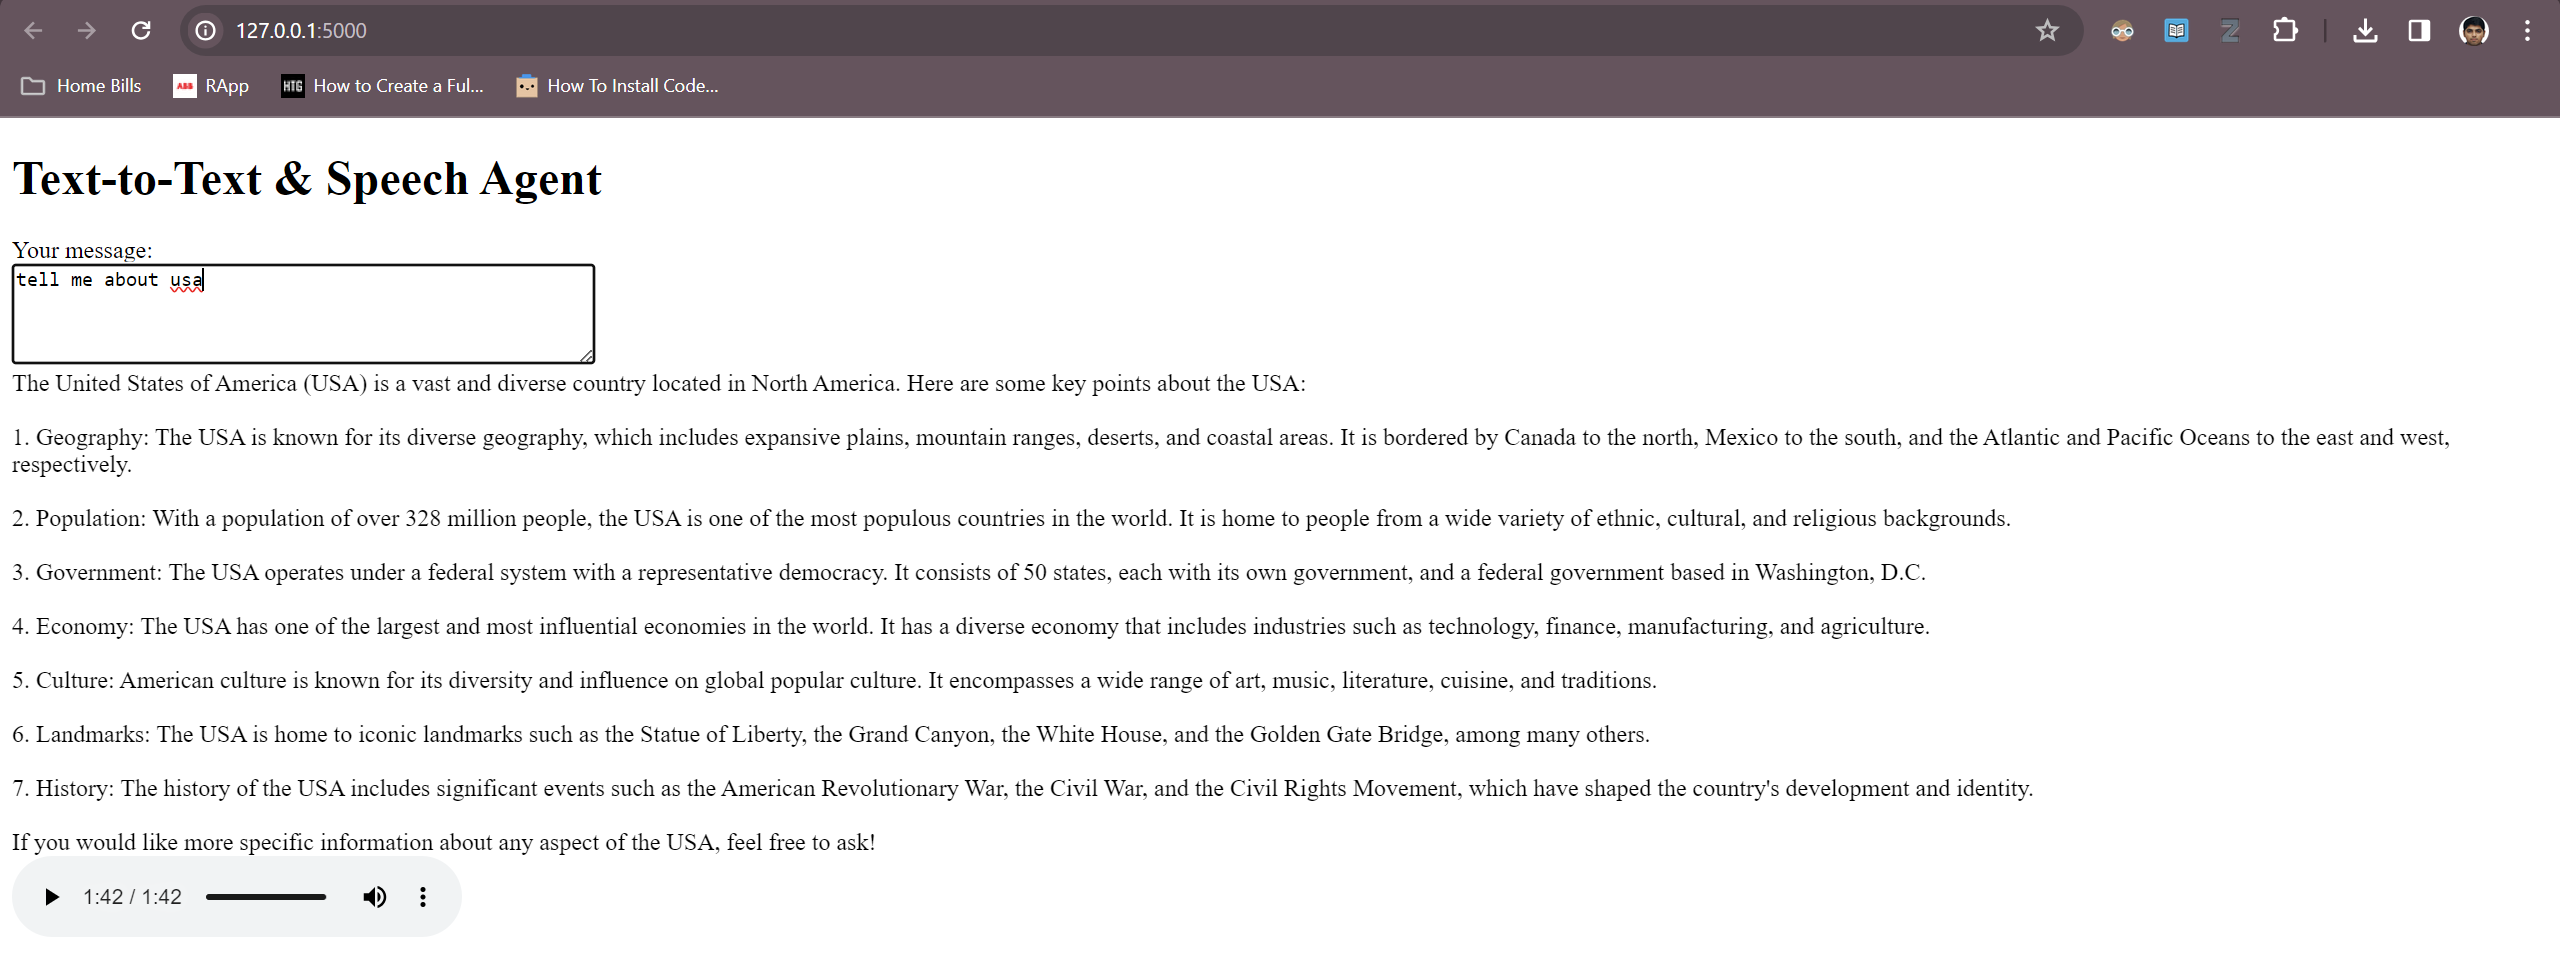 127.0.0.1:5000
Home Bills
ABB RApp
HTG How to Create a Ful...
How To Install Code...
Text-to-Text & Speech Agent
Your message:
tell me about usa
The United States of America (USA) is a vast and diverse country located in North America. Here are some key points about the USA:
1. Geography: The USA is known for its diverse geography, which includes expansive plains, mountain ranges, deserts, and coastal areas. It is bordered by Canada to the north, Mexico to the south, and the Atlantic and Pacific Oceans to the east and west,
respectively.
2. Population: With a population of over 328 million people, the USA is one of the most populous countries in the world. It is home to people from a wide variety of ethnic, cultural, and religious backgrounds.
3. Government: The USA operates under a federal system with a representative democracy. It consists of 50 states, each with its own government, and a federal government based in Washington, D.C.
4. Economy: The USA has one of the largest and most influential economies in the world. It has a diverse economy that includes industries such as technology, finance, manufacturing, and agriculture.
5. Culture: American culture is known for its diversity and influence on global popular culture. It encompasses a wide range of art, music, literature, cuisine, and traditions.
6. Landmarks: The USA is home to iconic landmarks such as the Statue of Liberty, the Grand Canyon, the White House, and the Golden Gate Bridge, among many others.
7. History: The history of the USA includes significant events such as the American Revolutionary War, the Civil War, and the Civil Rights Movement, which have shaped the country's development and identity.
If you would like more specific information about any aspect of the USA, feel free to ask!
1:42 / 1:42